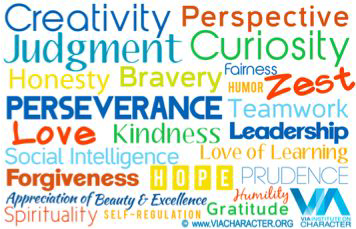 Creativity Perspective
Judgment Curiosity
Honesty Bravery Fairness
HUMOR Zest
PERSEVERANCE Teamwork
Love Kindness Leadership
Social Intelligence Love of Learning
Forgiveness HOPE PRUDENCE
Appreciation of Beauty & Excellence Humility
Spirituality SELF-REGULATION Gratitude
VIA INSTITUTE ON CHARACTER
© www.VIACHARACTER.ORG